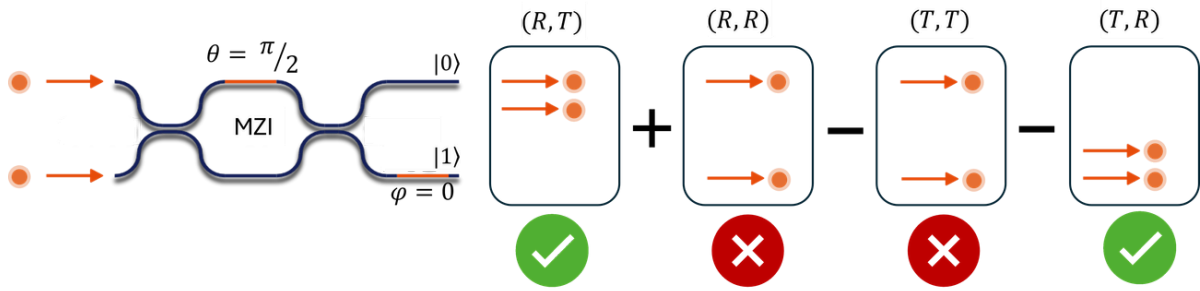 θ = π/2
|0⟩
MZI
|1⟩
φ = 0
(R, T)
(R, R)
(T, T)
(T, R)
+
−
−